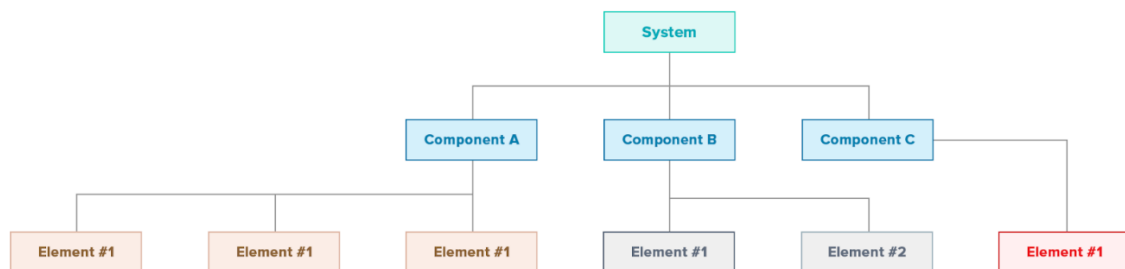 System
Component A
Component B
Component C
Element #1
Element #1
Element #1
Element #1
Element #2
Element #1